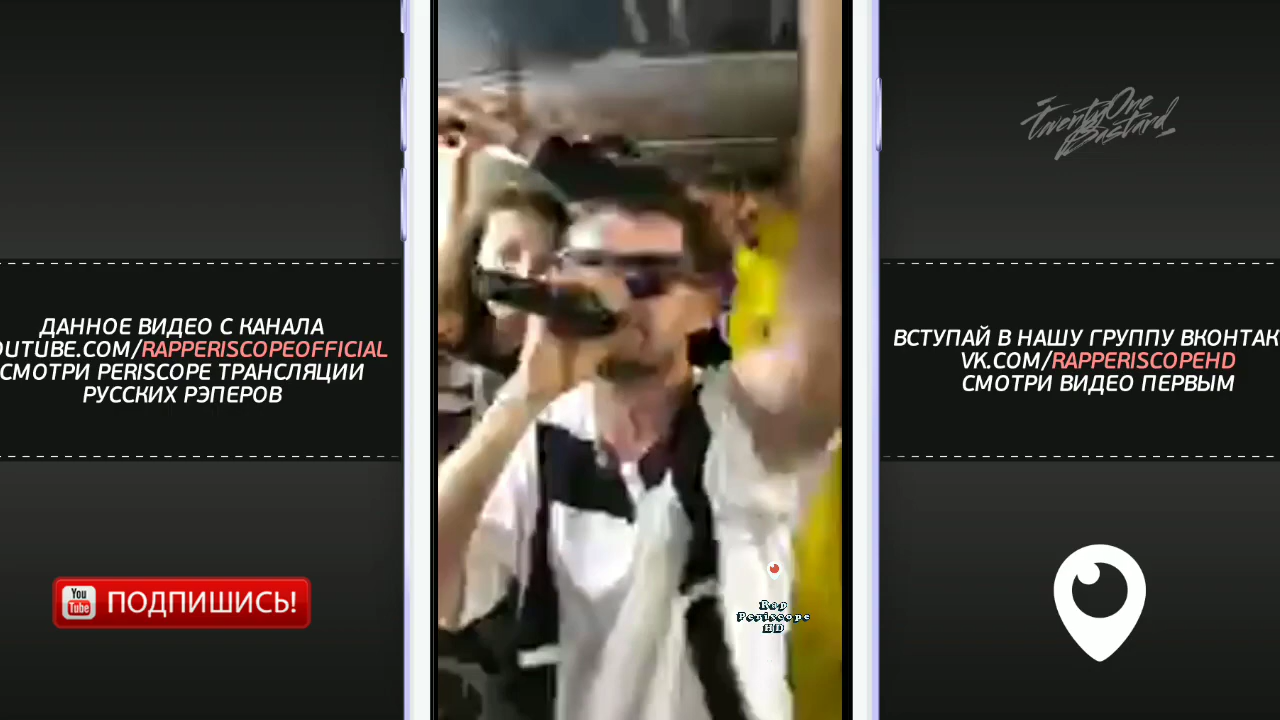 ДАННОЕ ВИДЕО С КАНАЛА
OUTUBE.COM/RAPPERISCOPEOFFICIAL
СМОТРИ PERISCOPE ТРАНСЛЯЦИИ
РУССКИХ РЭПЕРОВ
You
Tube
ПОДПИШИСЬ!
Rap
Periscope
HD
TwentyOne
Bastard
ВСТУПАЙ В НАШУ ГРУППУ ВКОНТАК
VK.COM/RAPPERISCOPEHD
СМОТРИ ВИДЕО ПЕРВЫМ